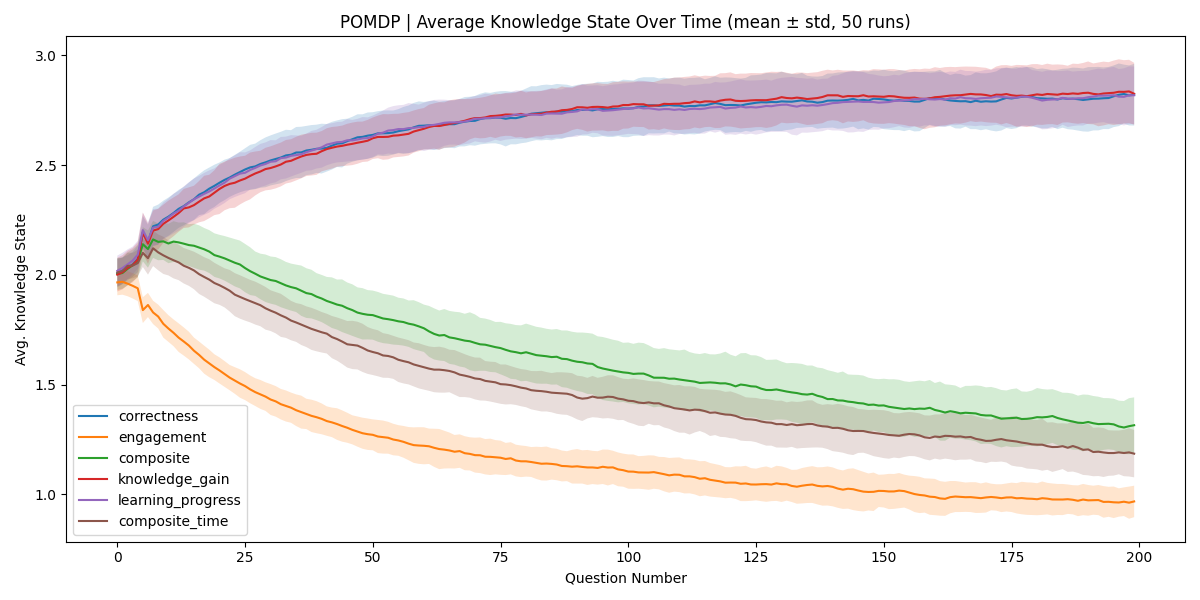 POMDP | Average Knowledge State Over Time (mean ± std, 50 runs)
Avg. Knowledge State
3.0
2.5
2.0
1.5
1.0
correctness
engagement
composite
knowledge_gain
learning_progress
composite_time
0 25 50 75 100 125 150 175 200
Question Number